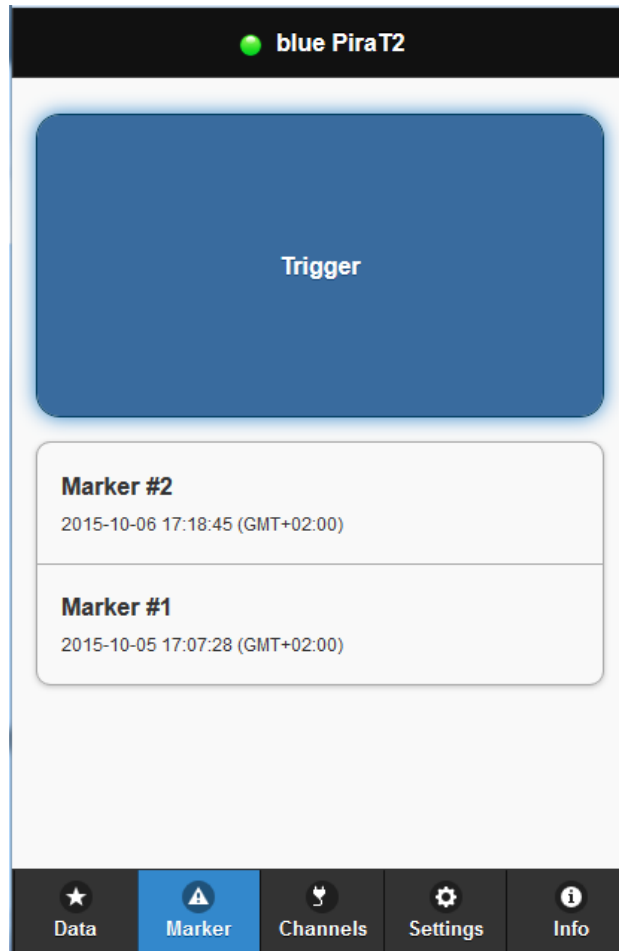 blue PiraT2
Trigger
Marker #2
2015-10-06 17:18:45 (GMT+02:00)
Marker #1
2015-10-05 17:07:28 (GMT+02:00)
Data Marker Channels Settings Info